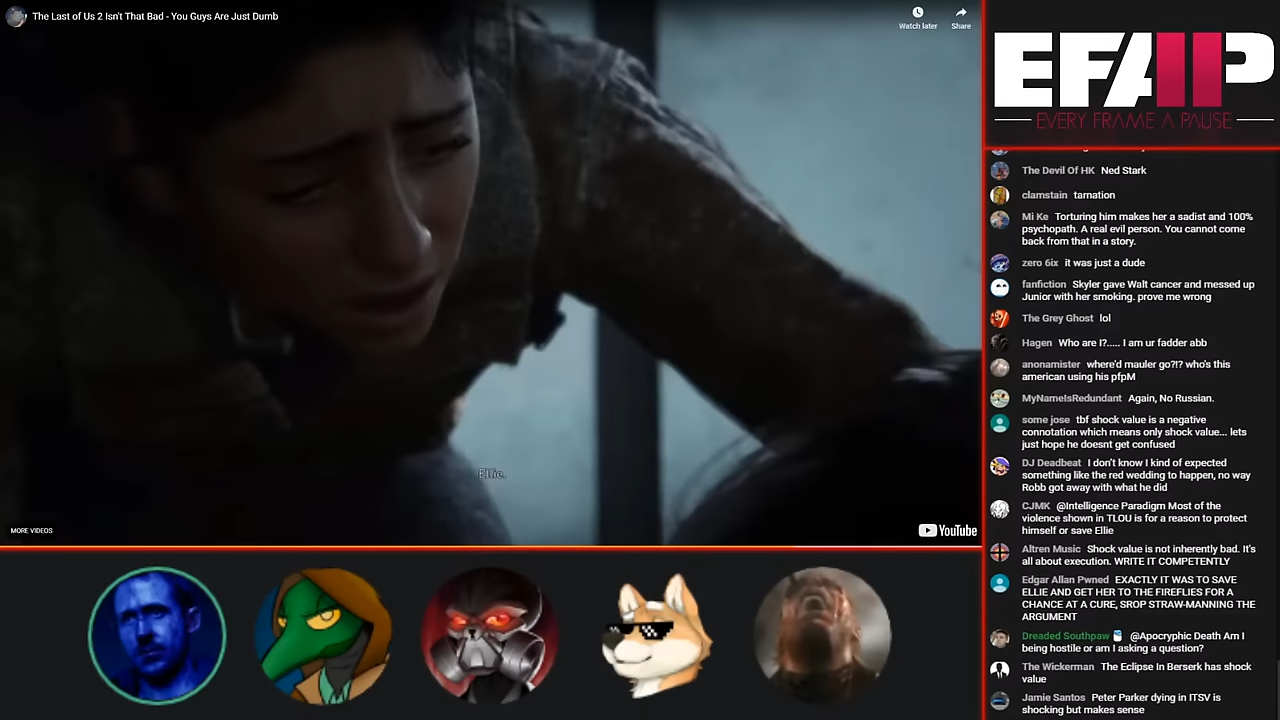 The Last of Us 2 Isn't That Bad - You Guys Are Just Dumb
Watch later
Share
Ellie.
MORE VIDEOS
YouTube
EFAP
EVERY FRAME A PAUSE
The Devil Of HK Ned Stark
clamstain tarnation
Mi Ke Torturing him makes her a sadist and 100%
psychopath. A real evil person. You cannot come
back from that in a story.
zero 6ix it was just a dude
fanfiction Skyler gave Walt cancer and messed up
Junior with her smoking. prove me wrong
The Grey Ghost lol
Hagen Who are I?..... I am ur fadder abb
anonamister where'd mauler go?!? who's this
american using his pfpM
MyNameIsRedundant Again, No Russian.
some jose tbf shock value is a negative
connotation which means only shock value... lets
just hope he doesnt get confused
DJ Deadbeat I don't know I kind of expected
something like the red wedding to happen, no way
Robb got away with what he did
CJMK @Intelligence Paradigm Most of the
violence shown in TLOU is for a reason to protect
himself or save Ellie
Altren Music Shock value is not inherently bad. It's
all about execution. WRITE IT COMPETENTLY
Edgar Allan Pwned EXACTLY IT WAS TO SAVE
ELLIE AND GET HER TO THE FIREFLIES FOR A
CHANCE AT A CURE, SROP STRAW-MANNING THE
ARGUMENT
Dreaded Southpaw @Apocryphic Death Am I
being hostile or am I asking a question?
The Wickerman The Eclipse In Berserk has shock
value
Jamie Santos Peter Parker dying in ITSV is
shocking but makes sense